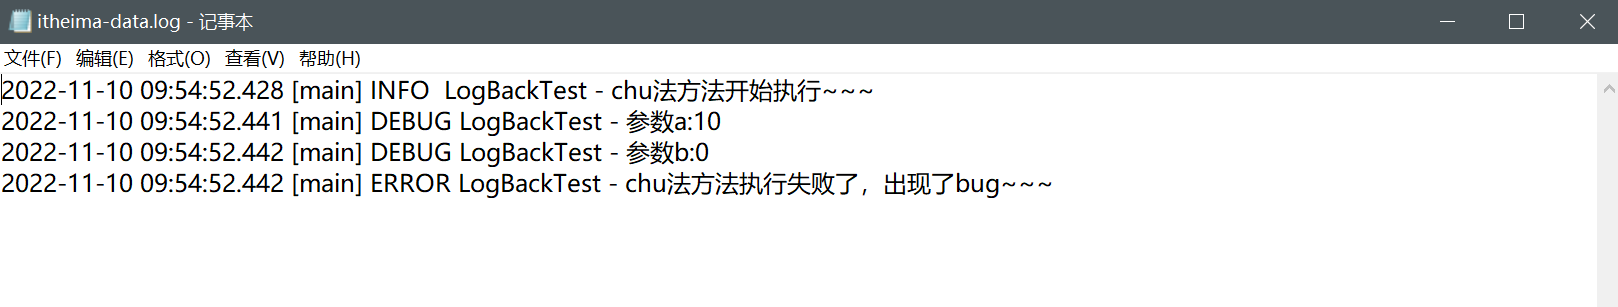 itheima-data.log - 记事本
文件(F) 编辑(E) 格式(O) 查看(V) 帮助(H)
2022-11-10 09:54:52.428 [main] INFO  LogBackTest - chu法方法开始执行~~~
2022-11-10 09:54:52.441 [main] DEBUG LogBackTest - 参数a:10
2022-11-10 09:54:52.442 [main] DEBUG LogBackTest - 参数b:0
2022-11-10 09:54:52.442 [main] ERROR LogBackTest - chu法方法执行失败了，出现了bug~~~